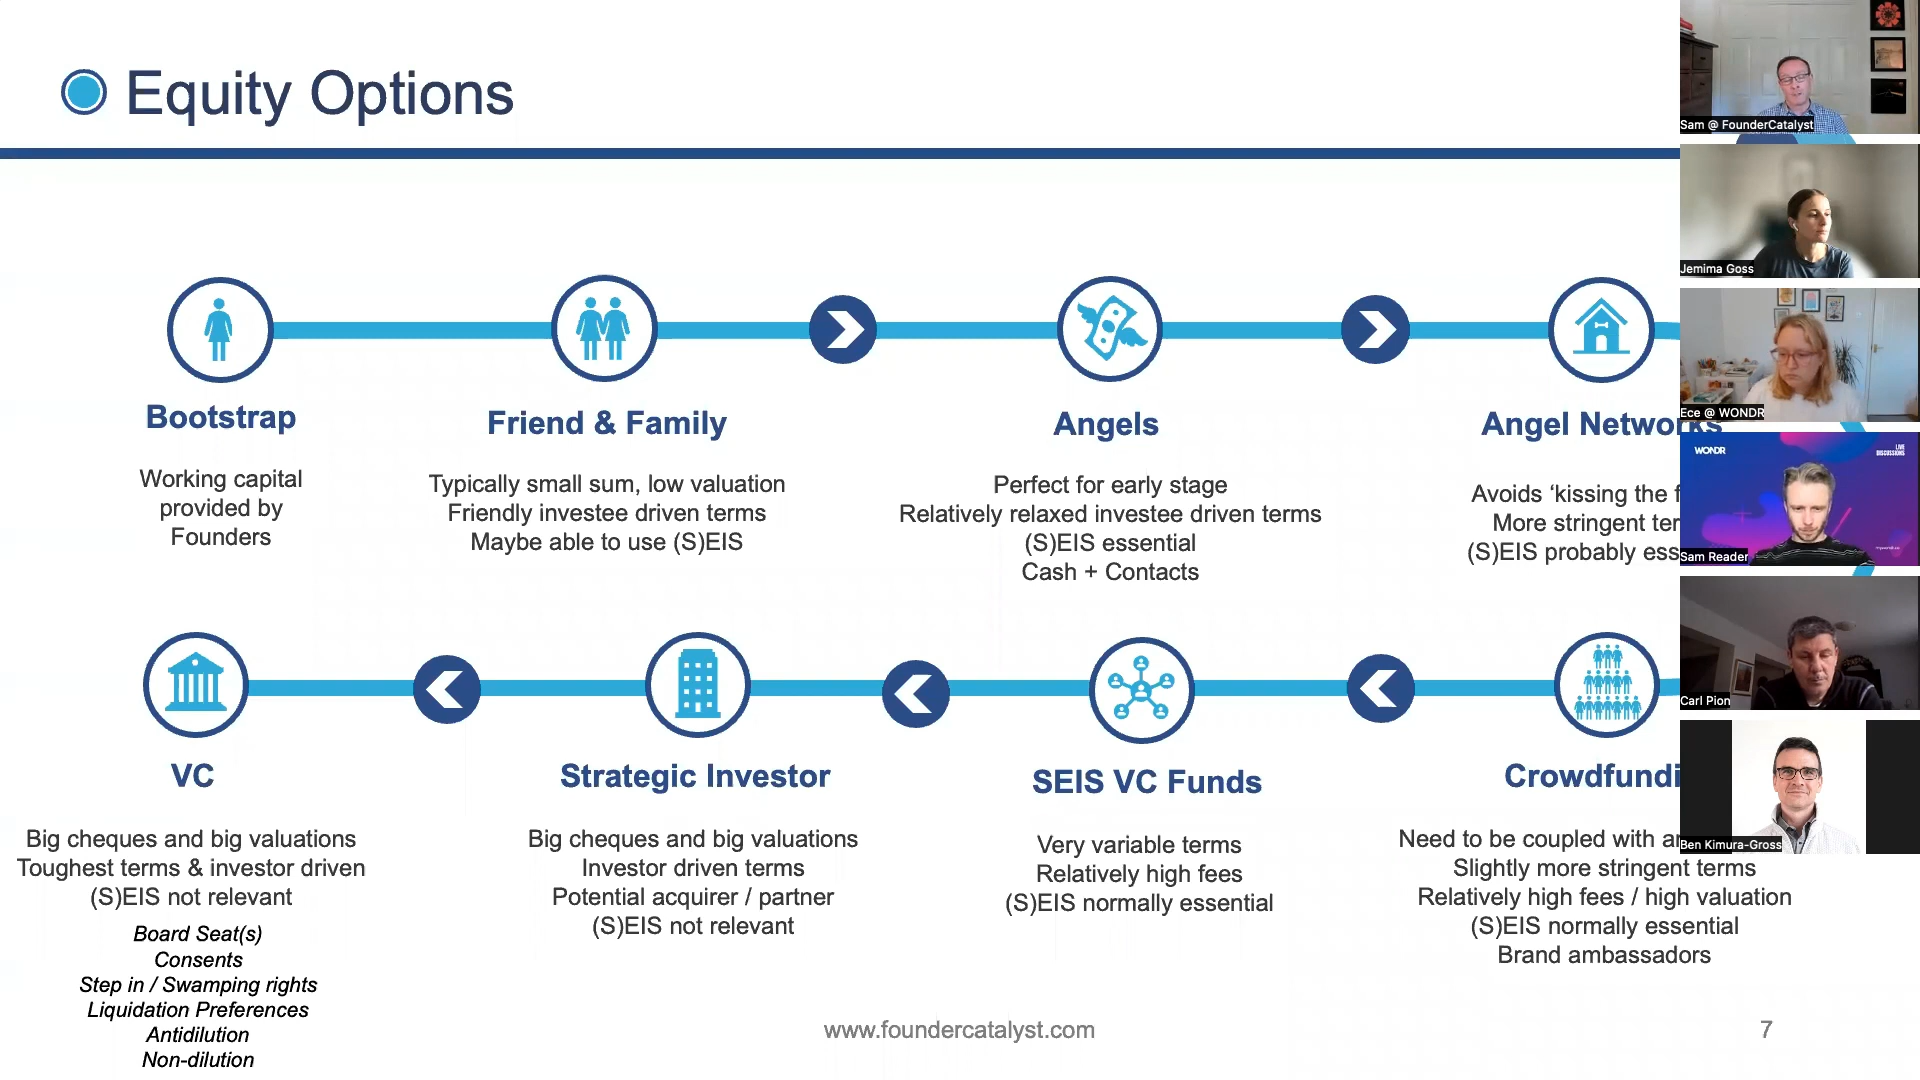 Equity Options
Bootstrap
Working capital
provided by
Founders
Friend & Family
Typically small sum, low valuation
Friendly investee driven terms
Maybe able to use (S)EIS
Angels
Perfect for early stage
Relatively relaxed investee driven terms
(S)EIS essential
Cash + Contacts
Angel Networks
Avoids ‘kissing the
More stringent
(S)EIS probably
VC
Big cheques and big valuations
Toughest terms & investor driven
(S)EIS not relevant
Board Seat(s)
Consents
Step in / Swamping rights
Liquidation Preferences
Antidilution
Non-dilution
Strategic Investor
Big cheques and big valuations
Investor driven terms
Potential acquirer / partner
(S)EIS not relevant
SEIS VC Funds
Very variable terms
Relatively high fees
(S)EIS normally essential
Crowdfundi
Need to be coupled with
Slightly more stringent terms
Relatively high fees / high valuation
(S)EIS normally essential
Brand ambassadors
www.foundercatalyst.com
7
Sam @ FounderCatalyst
Jemima Goss
Ece @ WONDR
WONDR
LIVE
DISCUSSIONS
Sam Reader
Carl Pion
Ben Kimura-Gross